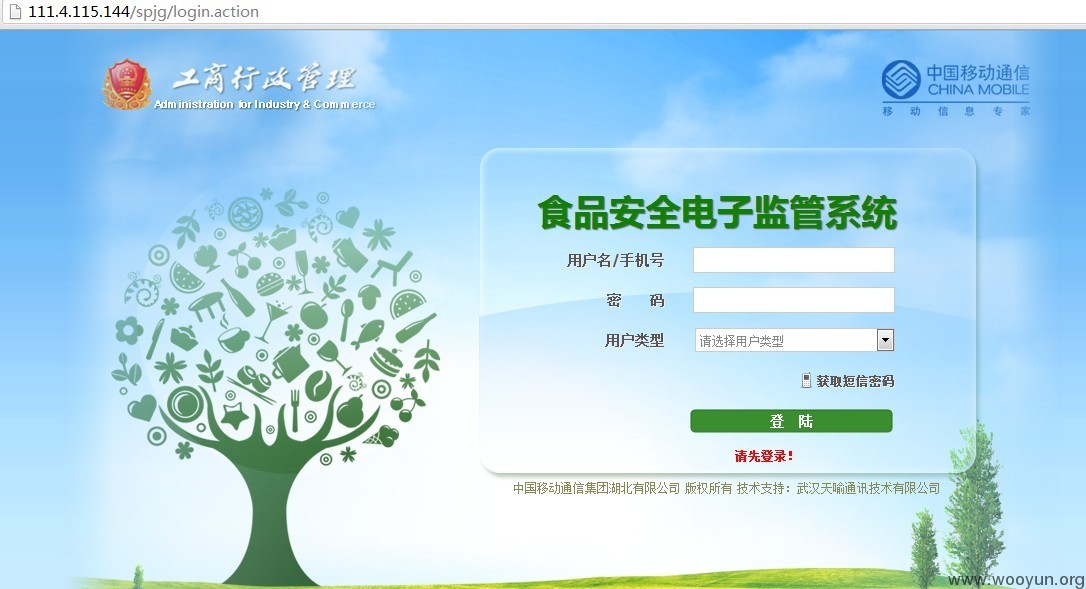 111.4.115.144/spjg/login.action
工商行政管理
Administration for Industry & Commerce
中国移动通信
CHINA MOBILE
移动信息专家
食品安全电子监管系统
用户名/手机号
密 码
用户类型
请选择用户类型
获取短信密码
登 陆
请先登录！
中国移动通信集团湖北有限公司 版权所有 技术支持：武汉天喻通讯技术有限公司
www.wooyun.org